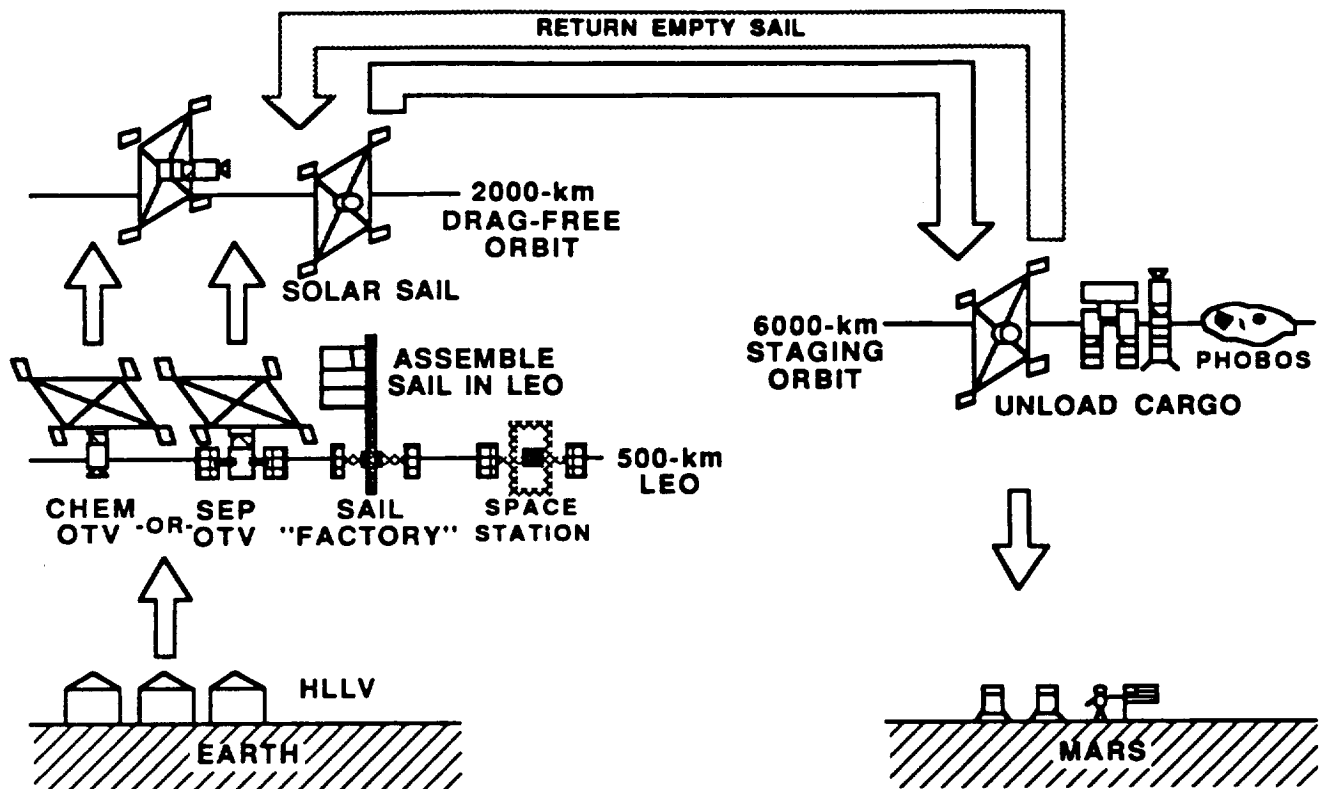 RETURN EMPTY SAIL
2000-km
DRAG-FREE
ORBIT
SOLAR SAIL
ASSEMBLE
SAIL IN LEO
500-km
LEO
CHEM
OTV
-OR-
SEP
OTV
SAIL
"FACTORY"
SPACE
STATION
HLLV
EARTH
6000-km
STAGING
ORBIT
PHOBOS
UNLOAD CARGO
MARS